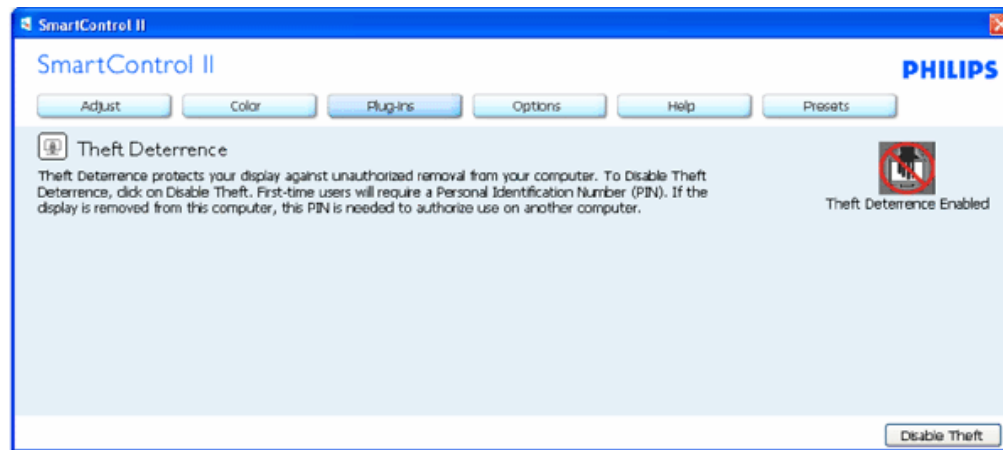 SmartControl II
SmartControl II
PHILIPS
Adjust Color Plug-Ins Options Help Presets
Theft Deterrence
Theft Deterrence protects your display against unauthorized removal from your computer. To Disable Theft
Deterrence, click on Disable Theft. First-time users will require a Personal Identification Number (PIN). If the
display is removed from this computer, this PIN is needed to authorize use on another computer.
Theft Deterrence Enabled
Disable Theft